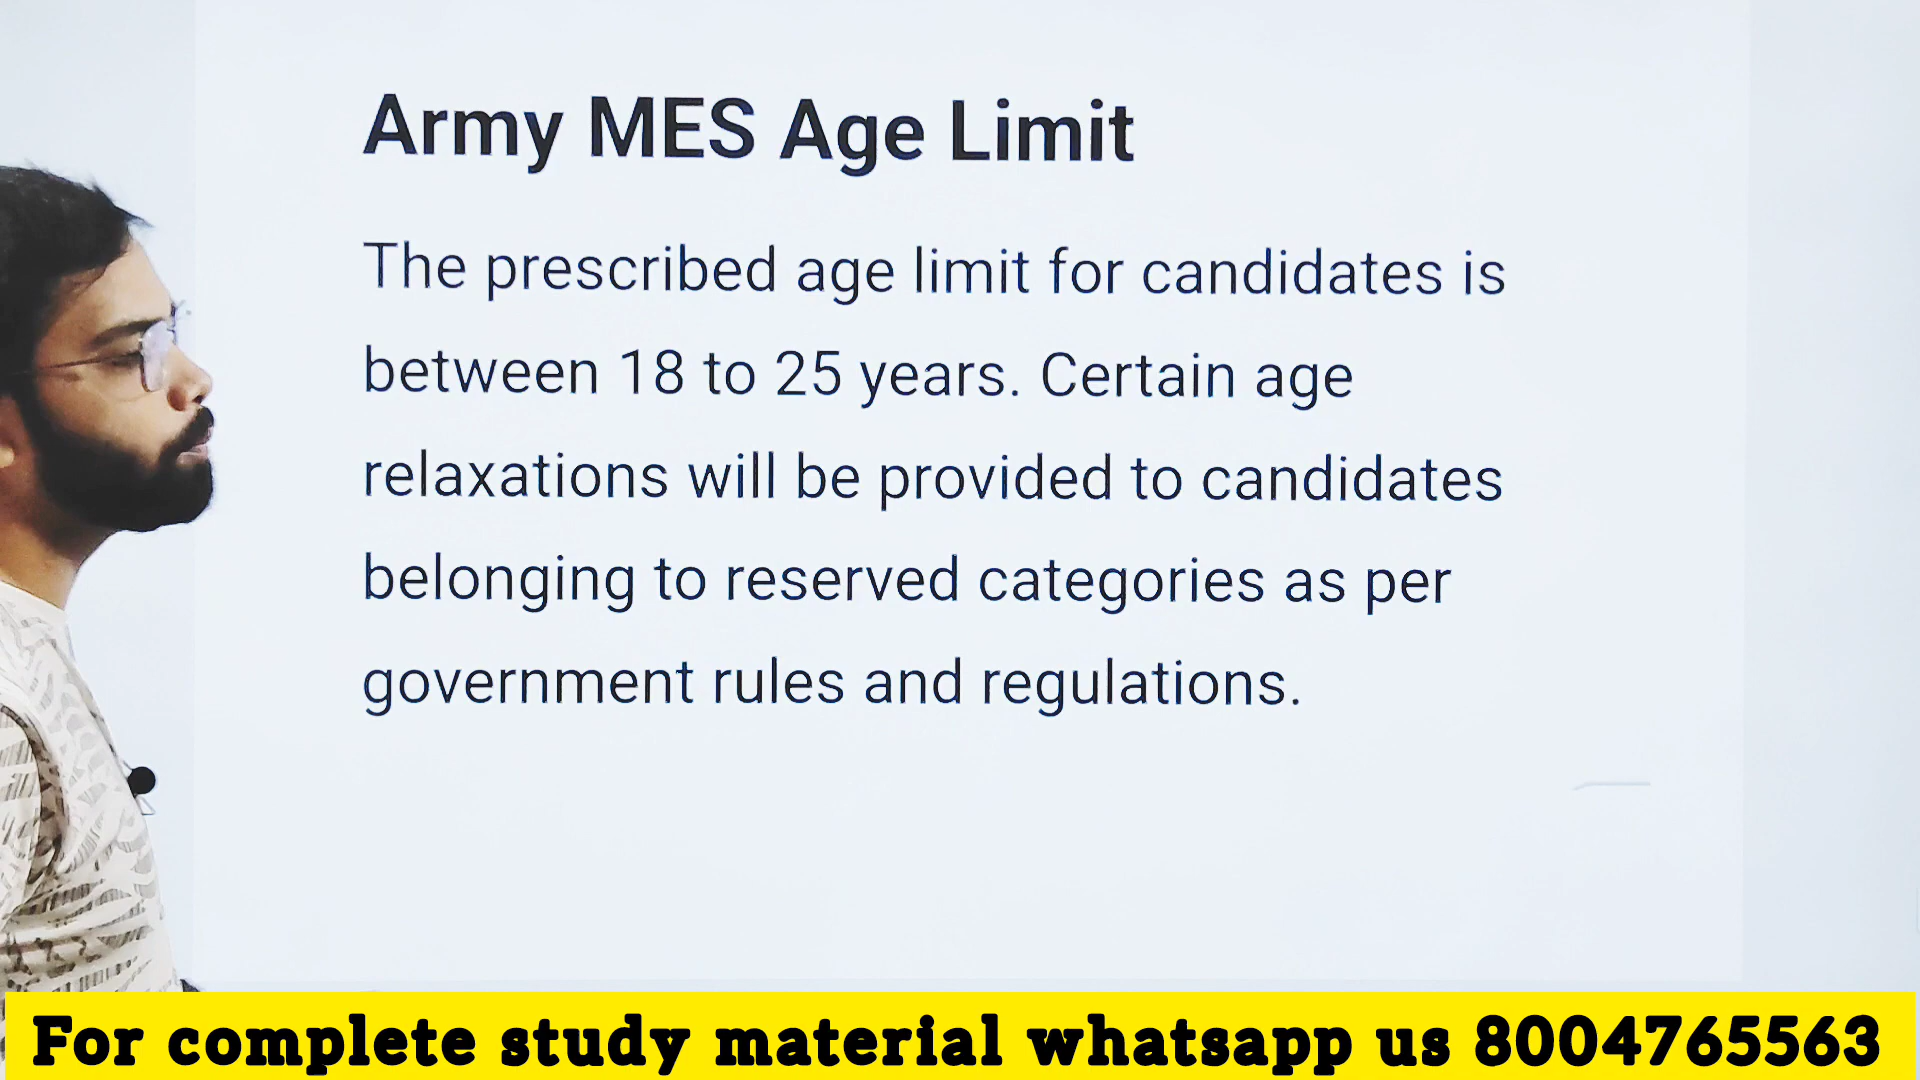 Army MES Age Limit
The prescribed age limit for candidates is
between 18 to 25 years. Certain age
relaxations will be provided to candidates
belonging to reserved categories as per
government rules and regulations.
For complete study material whatsapp us 8004765563